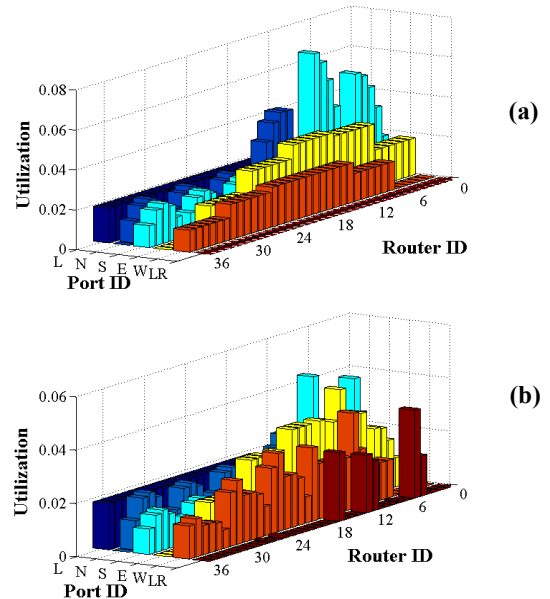 (a)
0.08
0.06
0.04
0.02
0
Utilization
L N S E W LR
Port ID
36 30 24 18 12 6 0
Router ID
(b)
0.06
0.04
0.02
0
Utilization
L N S E W LR
Port ID
36 30 24 18 12 6 0
Router ID